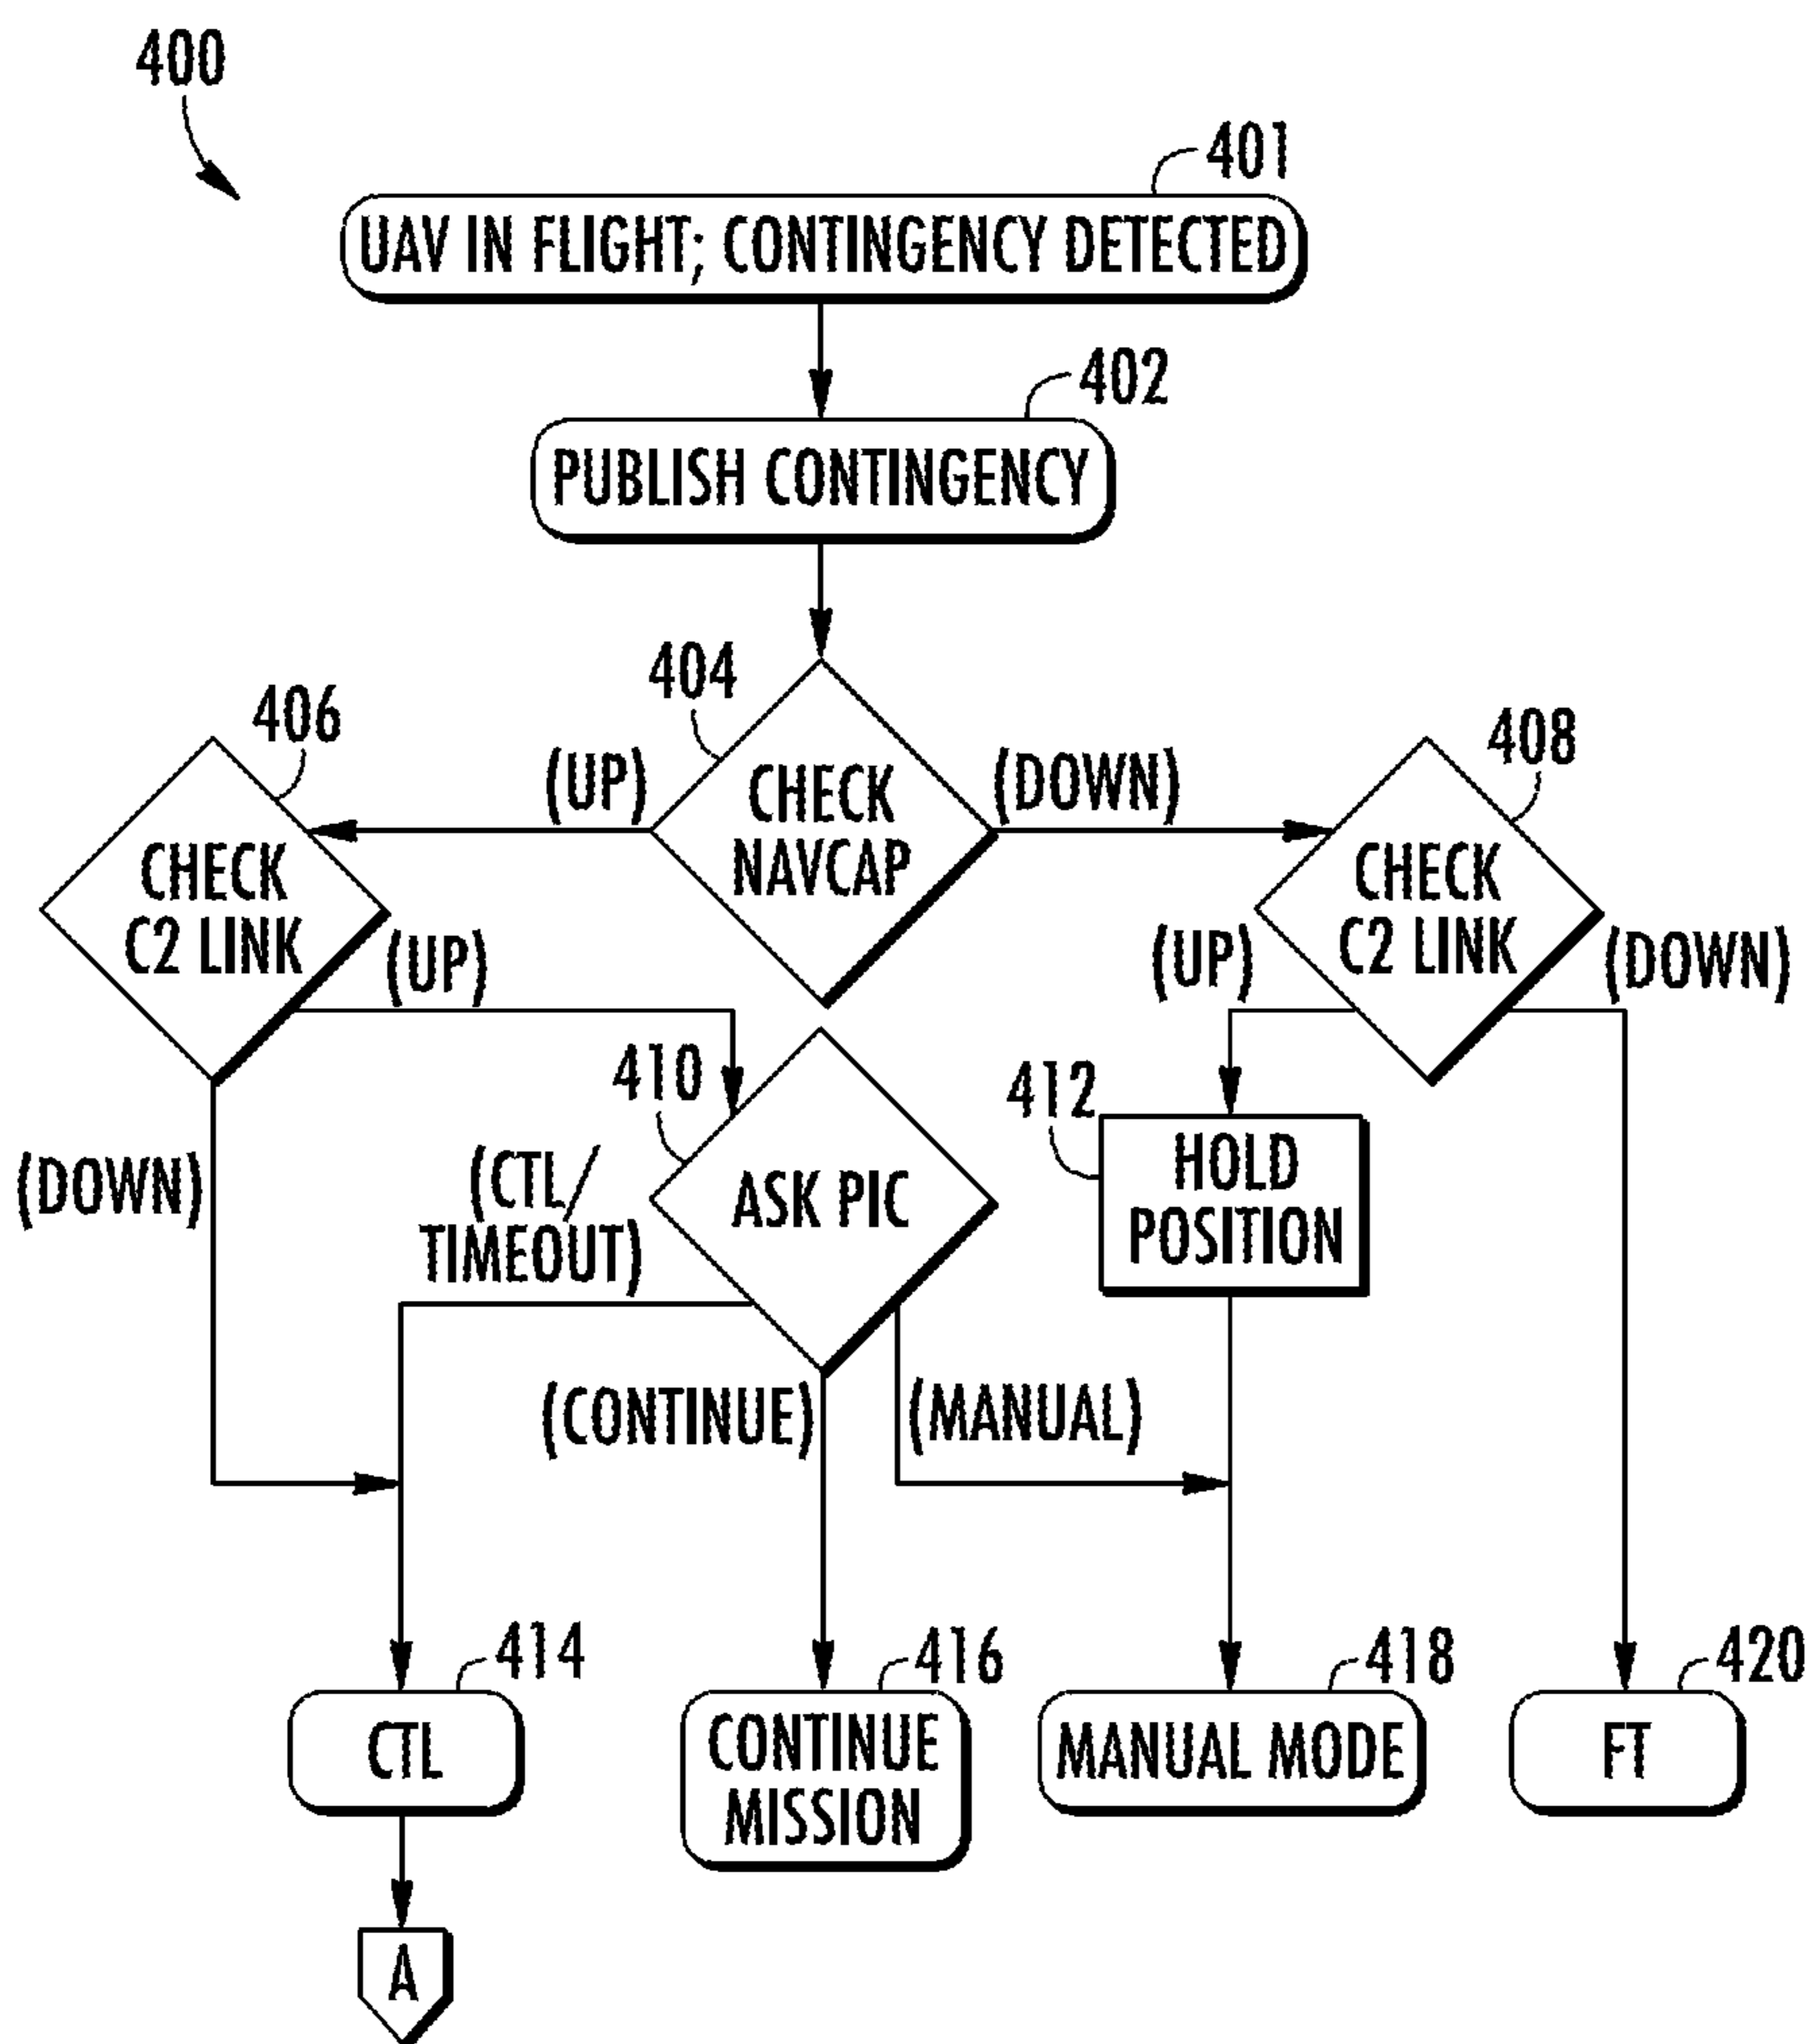 400
401
UAV IN FLIGHT; CONTINGENCY DETECTED
402
PUBLISH CONTINGENCY
404
406
408
(UP)
(DOWN)
CHECK
NAVCAP
CHECK
C2 LINK
CHECK
C2 LINK
(UP)
(UP)
(DOWN)
410
412
(DOWN)
(CTL/
TIMEOUT)
ASK PIC
HOLD
POSITION
(CONTINUE)
(MANUAL)
414
416
418
420
CTL
CONTINUE
MISSION
MANUAL MODE
FT
A